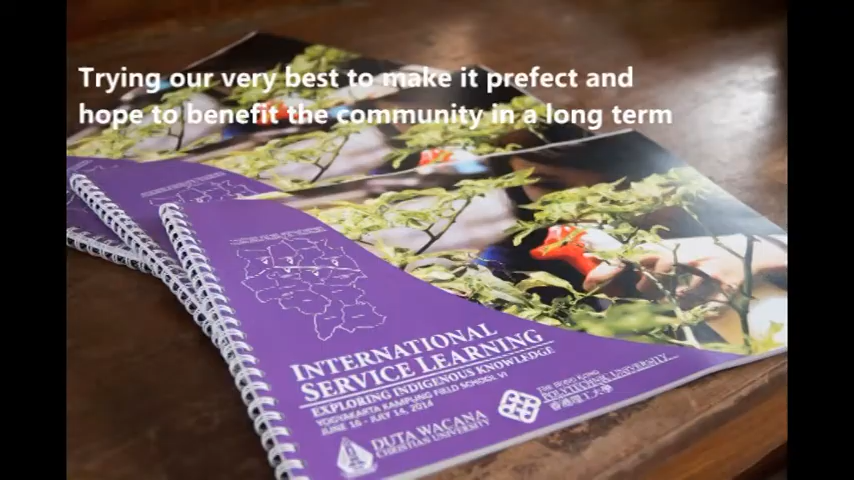 Trying our very best to make it prefect and
hope to benefit the community in a long term
INTERNATIONAL
SERVICE LEARNING
EXPLORING INDIGENOUS KNOWLEDGE
YOGYAKARTA KAMPUNG FIELD SCHOOL VI
JUNE 16 - JULY 14, 2014
DUTA WACANA
CHRISTIAN UNIVERSITY
THE HONG KONG
POLYTECHNIC UNIVERSITY
香港理工大學